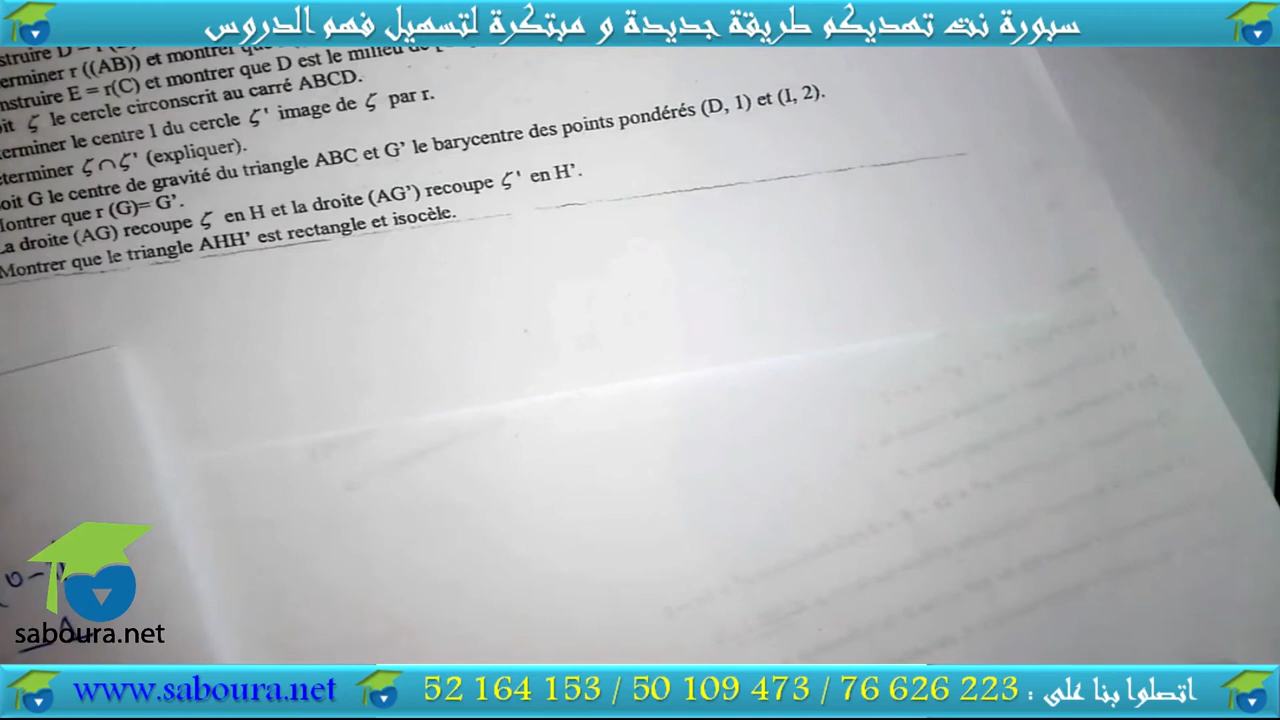 سبورة نت تهديكم طريقة جديدة و مبتكرة لتسهيل فهم الدروس
struire D =
erminer r ((AB)) et montrer que
nstruire E = r(C) et montrer que D est le milieu de
oit ζ le cercle circonscrit au carré ABCD.
erminer le centre I du cercle ζ' image de ζ par r.
éterminer ζ∩ζ' (expliquer).
oit G le centre de gravité du triangle ABC et G' le barycentre des points pondérés (D, 1) et (I, 2).
Montrer que r (G)= G'.
La droite (AG) recoupe ζ en H et la droite (AG') recoupe ζ' en H'.
Montrer que le triangle AHH' est rectangle et isocèle.
saboura.net
www.saboura.net
52 164 153 / 50 109 473 / 76 626 223 : اتصلوا بنا على